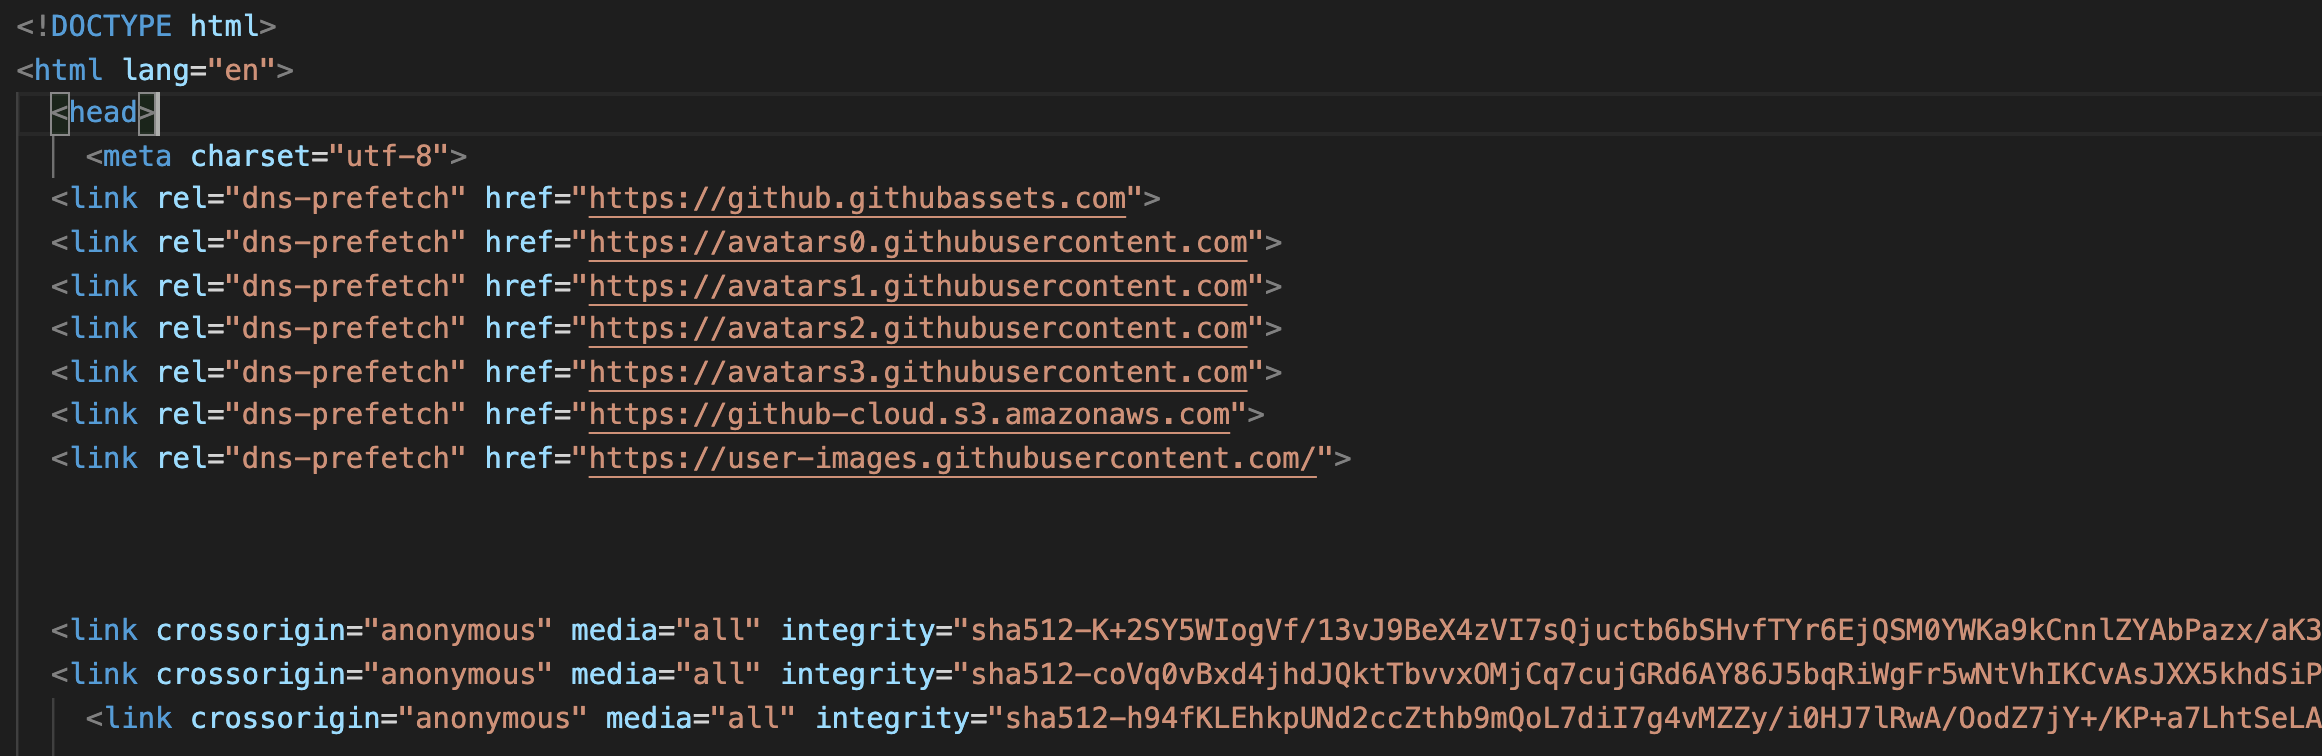 <!DOCTYPE html>
<html lang="en">
<head>
<meta charset="utf-8">
<link rel="dns-prefetch" href="https://github.githubassets.com">
<link rel="dns-prefetch" href="https://avatars0.githubusercontent.com">
<link rel="dns-prefetch" href="https://avatars1.githubusercontent.com">
<link rel="dns-prefetch" href="https://avatars2.githubusercontent.com">
<link rel="dns-prefetch" href="https://avatars3.githubusercontent.com">
<link rel="dns-prefetch" href="https://github-cloud.s3.amazonaws.com">
<link rel="dns-prefetch" href="https://user-images.githubusercontent.com/">
<link crossorigin="anonymous" media="all" integrity="sha512-K+2SY5WIogVf/13vJ9BeX4zVI7sQjuctb6bSHvfTYr6EjQSM0YWKa9kCnnlZYAbPazx/aK3
<link crossorigin="anonymous" media="all" integrity="sha512-coVq0vBxd4jhdJQktTbvvxOMjCq7cujGRd6AY86J5bqRiWgFr5wNtVhIKCvAsJXX5khdSiP
<link crossorigin="anonymous" media="all" integrity="sha512-h94fKLEhkpUNd2ccZthb9mQoL7diI7g4vMZZy/i0HJ7lRwA/OodZ7jY+/KP+a7LhtSeLA